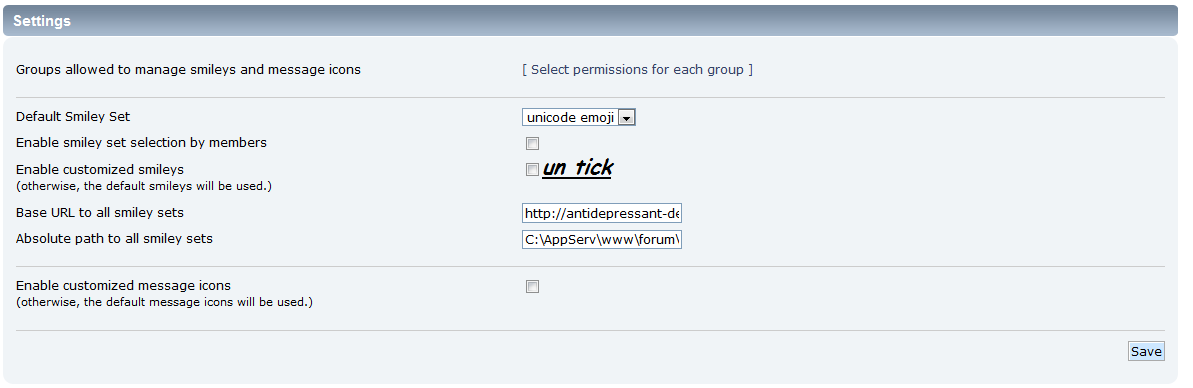 Settings
Groups allowed to manage smileys and message icons [ Select permissions for each group ]
Default Smiley Set unicode emoji
Enable smiley set selection by members
Enable customized smileys un tick
(otherwise, the default smileys will be used.)
Base URL to all smiley sets http://antidepressant-de
Absolute path to all smiley sets C:\AppServ\www\forum\
Enable customized message icons
(otherwise, the default message icons will be used.)
Save